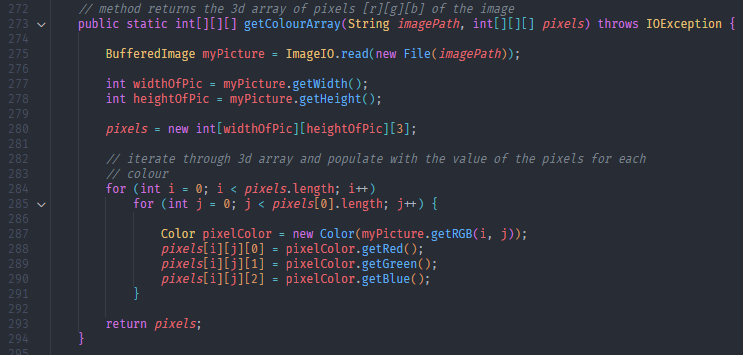 272 // method returns the 3d array of pixels [r][g][b] of the image
273 public static int[][][] getColourArray(String imagePath, int[][][] pixels) throws IOException {
274
275 BufferedImage myPicture = ImageIO.read(new File(imagePath));
276
277 int widthOfPic = myPicture.getWidth();
278 int heightOfPic = myPicture.getHeight();
279
280 pixels = new int[widthOfPic][heightOfPic][3];
281
282 // iterate through 3d array and populate with the value of the pixels for each
283 // colour
284 for (int i = 0; i < pixels.length; i++)
285 for (int j = 0; j < pixels[0].length; j++) {
286
287 Color pixelColor = new Color(myPicture.getRGB(i, j));
288 pixels[i][j][0] = pixelColor.getRed();
289 pixels[i][j][1] = pixelColor.getGreen();
290 pixels[i][j][2] = pixelColor.getBlue();
291 }
292
293 return pixels;
294 }
295